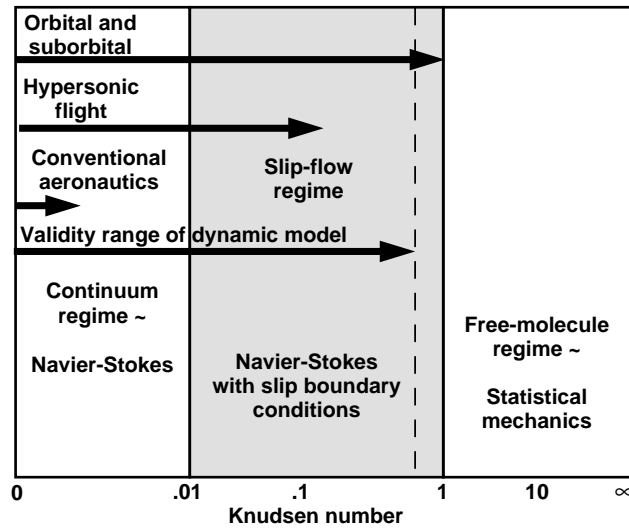 Orbital and
suborbital
Hypersonic
flight
Conventional
aeronautics
Slip-flow
regime
Validity range of dynamic model
Continuum
regime ~
Navier-Stokes
Navier-Stokes
with slip boundary
conditions
Free-molecule
regime ~
Statistical
mechanics
0 .01 .1 1 10 ∞
Knudsen number